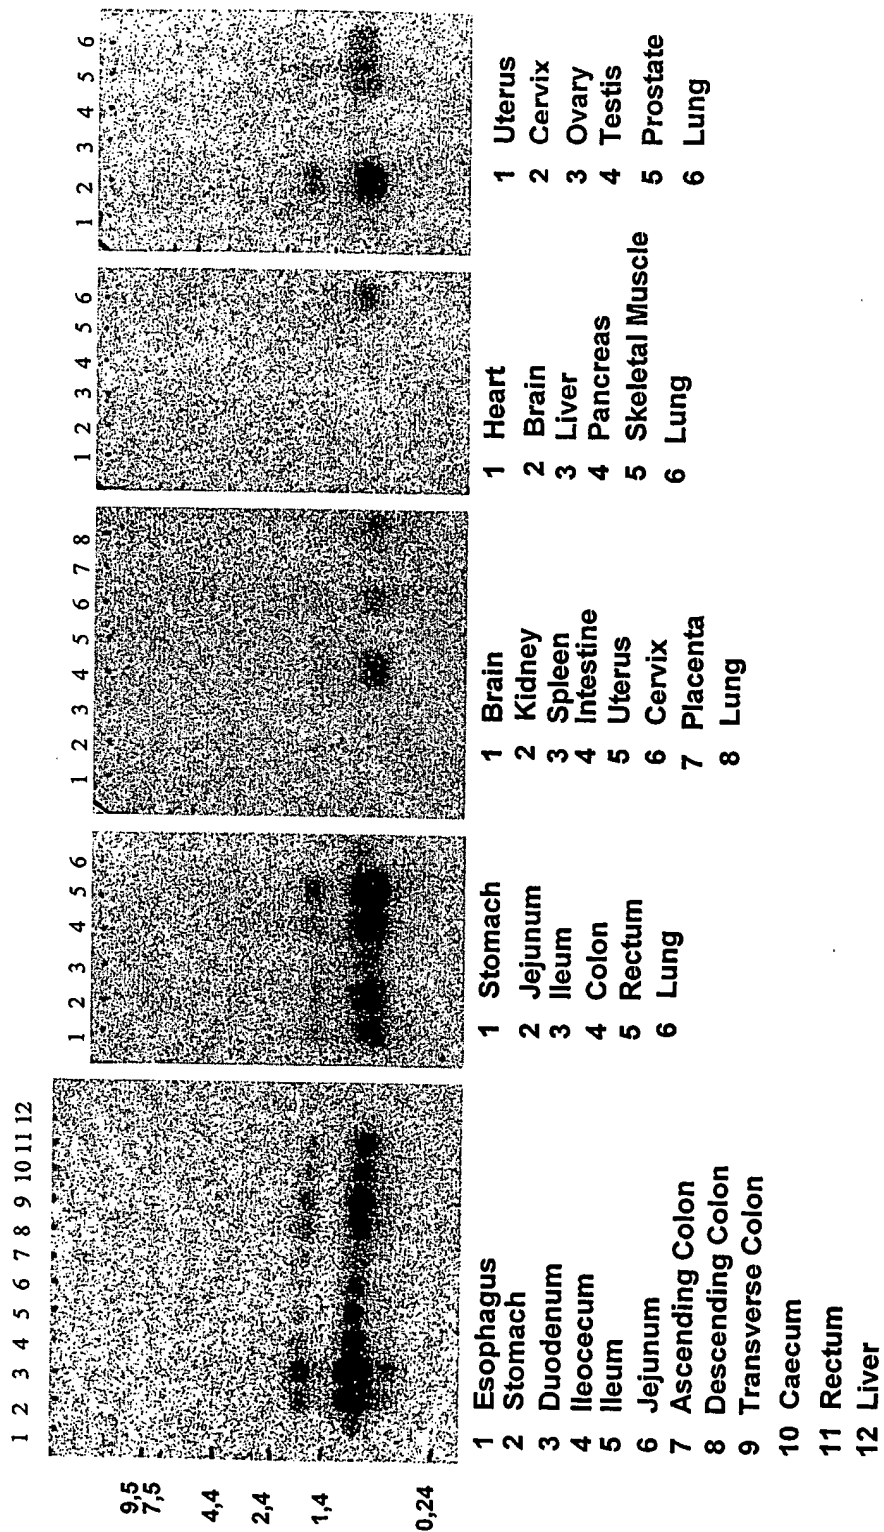 1 2 3 4 5 6 7 8 9 10 11 12
9,5
7,5
4,4
2,4
1,4
0,24
1 Esophagus
2 Stomach
3 Duodenum
4 Ileocecum
5 Ileum
6 Jejunum
7 Ascending Colon
8 Descending Colon
9 Transverse Colon
10 Caecum
11 Rectum
12 Liver
1 2 3 4 5 6
1 Stomach
2 Jejunum
3 Ileum
4 Colon
5 Rectum
6 Lung
1 2 3 4 5 6 7 8
1 Brain
2 Kidney
3 Spleen
4 Intestine
5 Uterus
6 Cervix
7 Placenta
8 Lung
1 2 3 4 5 6
1 Heart
2 Brain
3 Liver
4 Pancreas
5 Skeletal Muscle
6 Lung
1 2 3 4 5 6
1 Uterus
2 Cervix
3 Ovary
4 Testis
5 Prostate
6 Lung